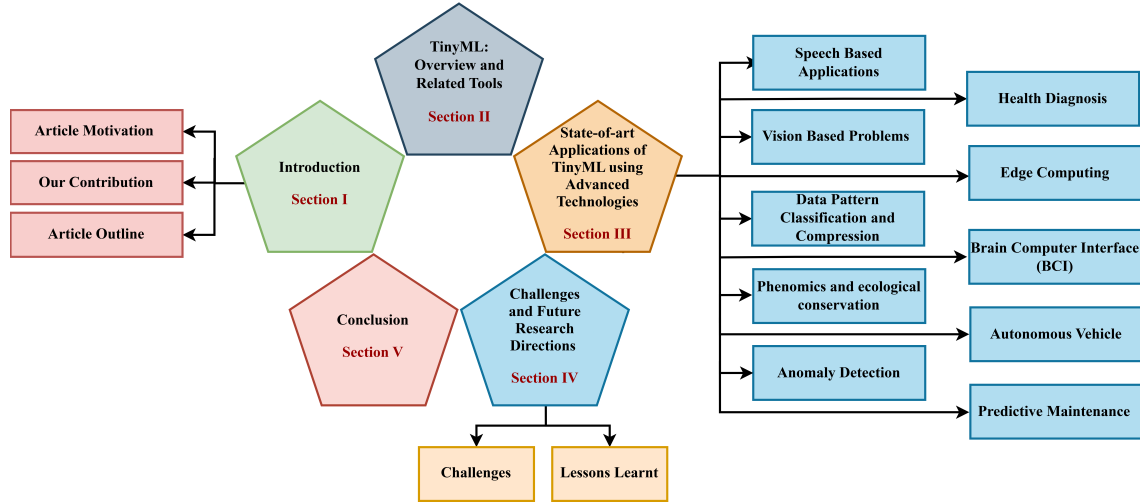 TinyML:
Overview and
Related Tools
Section II
Article Motivation
Our Contribution
Article Outline
Introduction
Section I
State-of-art
Applications of
TinyML using
Advanced
Technologies
Section III
Speech Based
Applications
Health Diagnosis
Vision Based Problems
Edge Computing
Data Pattern
Classification and
Compression
Brain Computer Interface
(BCI)
Phenomics and ecological
conservation
Autonomous Vehicle
Anomaly Detection
Predictive Maintenance
Conclusion
Section V
Challenges
and Future
Research
Directions
Section IV
Challenges
Lessons Learnt